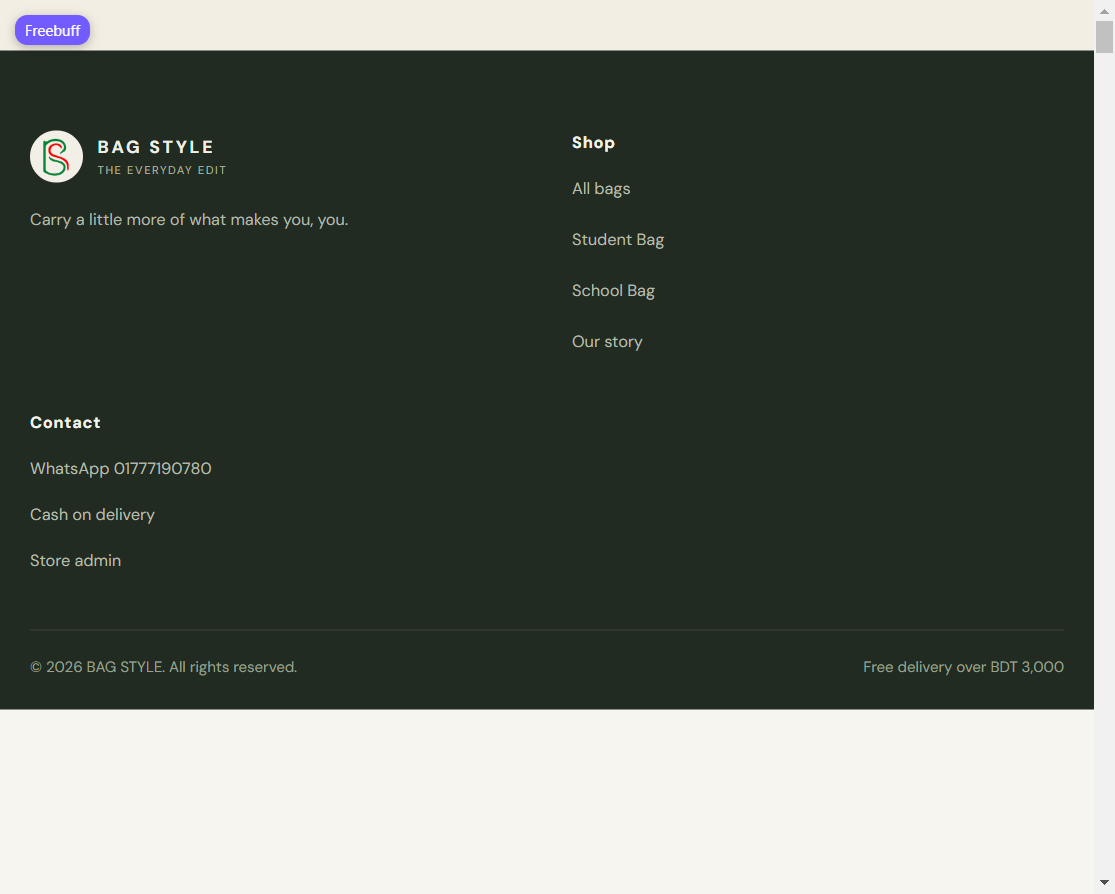 Freebuff
BS
BAG STYLE
THE EVERYDAY EDIT
Carry a little more of what makes you, you.
Shop
All bags
Student Bag
School Bag
Our story
Contact
WhatsApp 01777190780
Cash on delivery
Store admin
© 2026 BAG STYLE. All rights reserved.
Free delivery over BDT 3,000